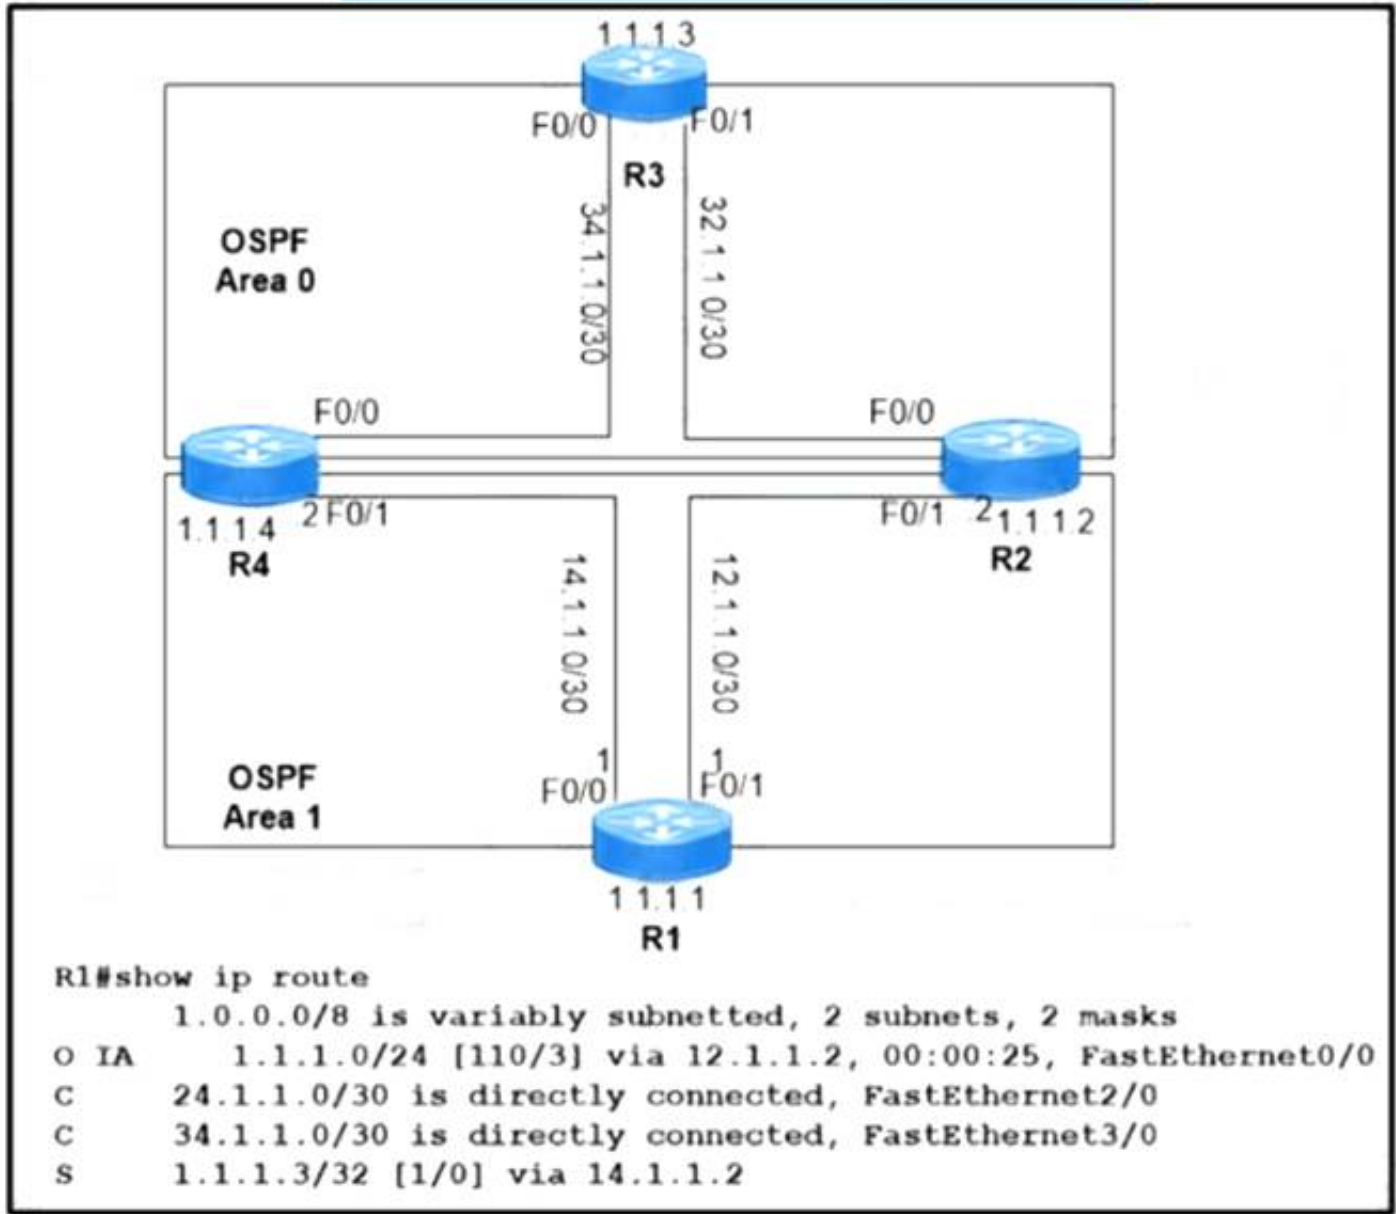 1 1.1.3
F0/0
F0/1
R3
34.1.1.0/30
32.1.1 0/30
OSPF
Area 0
F0/0
F0/0
2 F0/1
1.1.1.4
R4
F0/1
.2
1.1 1.2
R2
14.1.1 0/30
12.1.1.0/30
OSPF
Area 1
1
F0/0
1
F0/1
1 1.1 1
R1
R1#show ip route
1.0.0.0/8 is variably subnetted, 2 subnets, 2 masks
O IA 1.1.1.0/24 [110/3] via 12.1.1.2, 00:00:25, FastEthernet0/0
C 24.1.1.0/30 is directly connected, FastEthernet2/0
C 34.1.1.0/30 is directly connected, FastEthernet3/0
S 1.1.1.3/32 [1/0] via 14.1.1.2